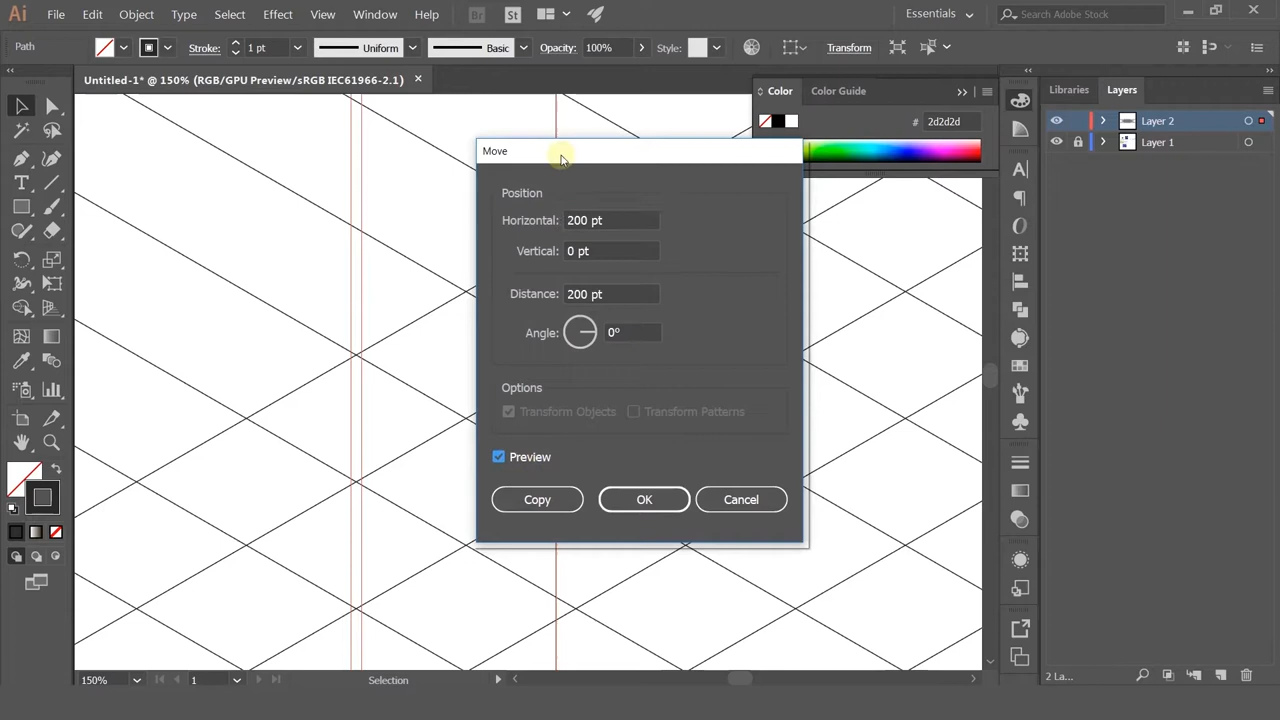 Ai File Edit Object Type Select Effect View Window Help Br St Essentials Search Adobe Stock
Path Stroke: 1 pt Uniform Basic Opacity: 100% Style: Transform
Untitled-1* @ 150% (RGB/GPU Preview/sRGB IEC61966-2.1)
Color Color Guide
# 2d2d2d
Libraries Layers
Layer 2
Layer 1
Move
Position
Horizontal: 200 pt
Vertical: 0 pt
Distance: 200 pt
Angle: 0°
Options
Transform Objects Transform Patterns
Preview
Copy OK Cancel
150% 1 Selection
2 La...